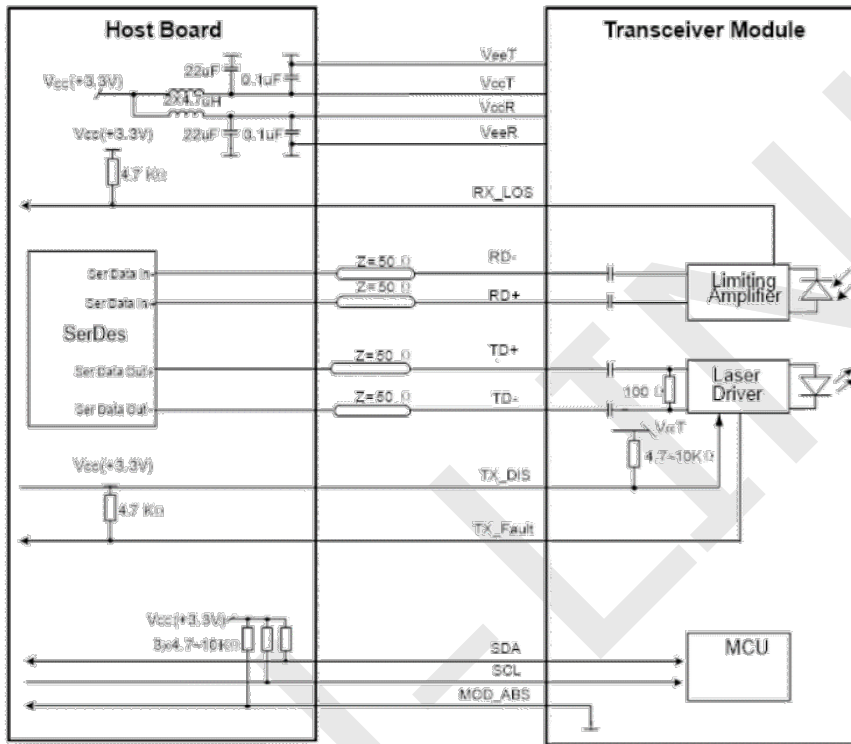 Host Board
Transceiver Module
VeeT
22uF
0.1uF
Vcc(+3.3V)
VccT
2X4.7uH
VccR
Vcc(+3.3V)
22uF
0.1uF
VeeR
4.7 KΩ
RX_LOS
Z=50 Ω
RD-
Ser Data In-
Z=50 Ω
Limiting
Amplifier
Ser Data In+
RD+
SerDes
Z=50 Ω
TD+
Ser Data Out+
Laser
Driver
Z=50 Ω
TD-
100 Ω
Ser Data Out-
VccT
Vcc(+3.3V)
4.7~10KΩ
TX_DIS
4.7 KΩ
TX_Fault
Vcc(+3.3V)
3x4.7~10KΩ
SDA
MCU
SCL
MOD_ABS